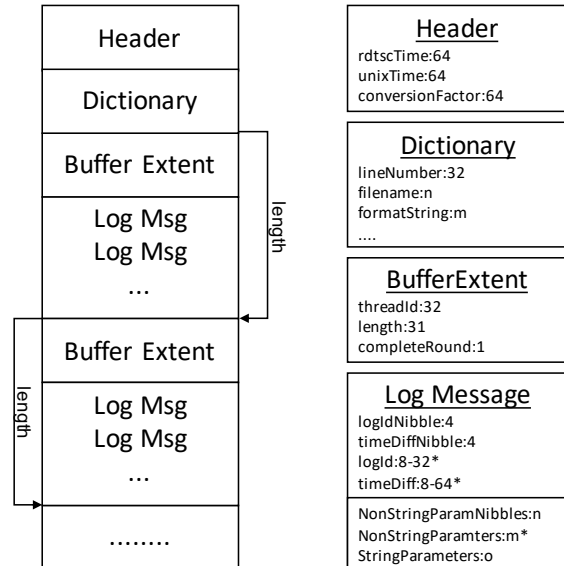 Header
Dictionary
Buffer Extent
Log Msg
Log Msg
...
length
Buffer Extent
Log Msg
Log Msg
...
length
........
Header
rdtscTime:64
unixTime:64
conversionFactor:64
Dictionary
lineNumber:32
filename:n
formatString:m
....
BufferExtent
threadId:32
length:31
completeRound:1
Log Message
logIdNibble:4
timeDiffNibble:4
logId:8-32*
timeDiff:8-64*
NonStringParamNibbles:n
NonStringParamters:m*
StringParameters:o